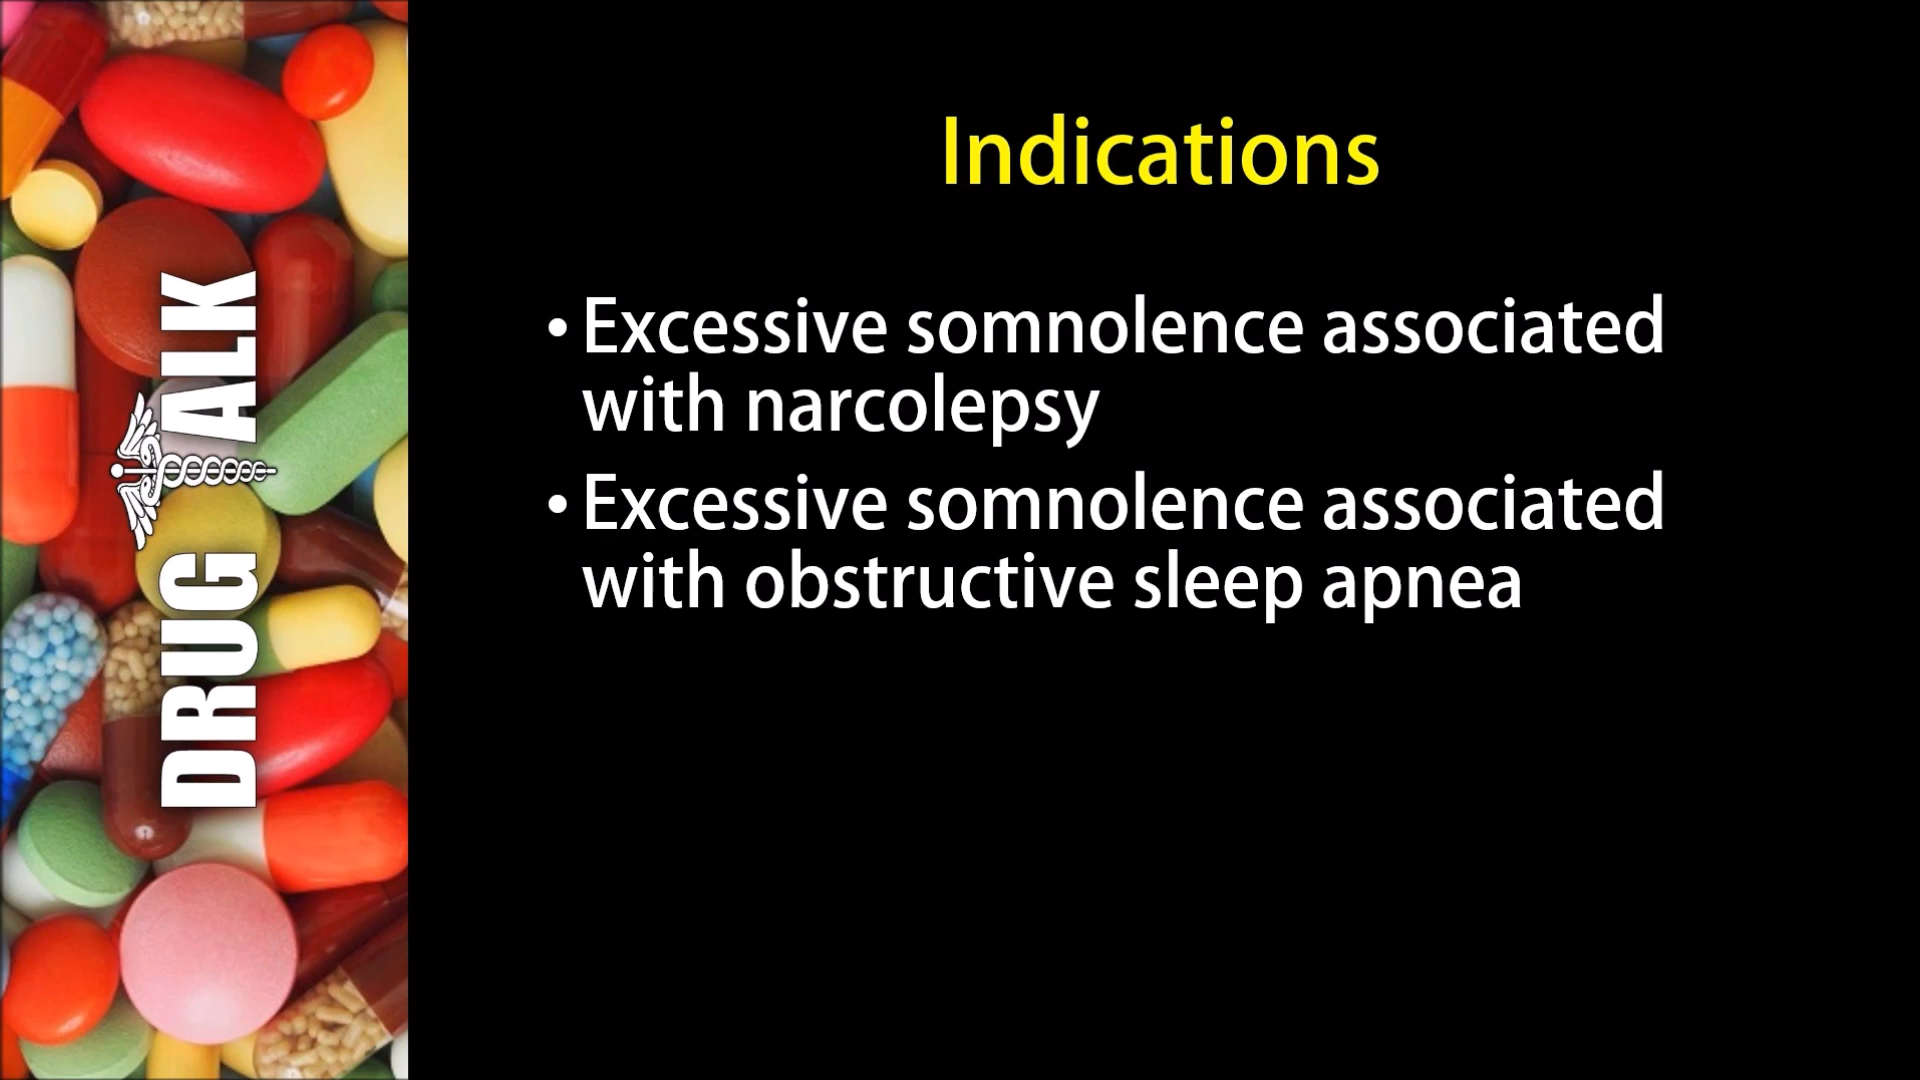 DRUG TALK
Indications
• Excessive somnolence associated
with narcolepsy
• Excessive somnolence associated
with obstructive sleep apnea